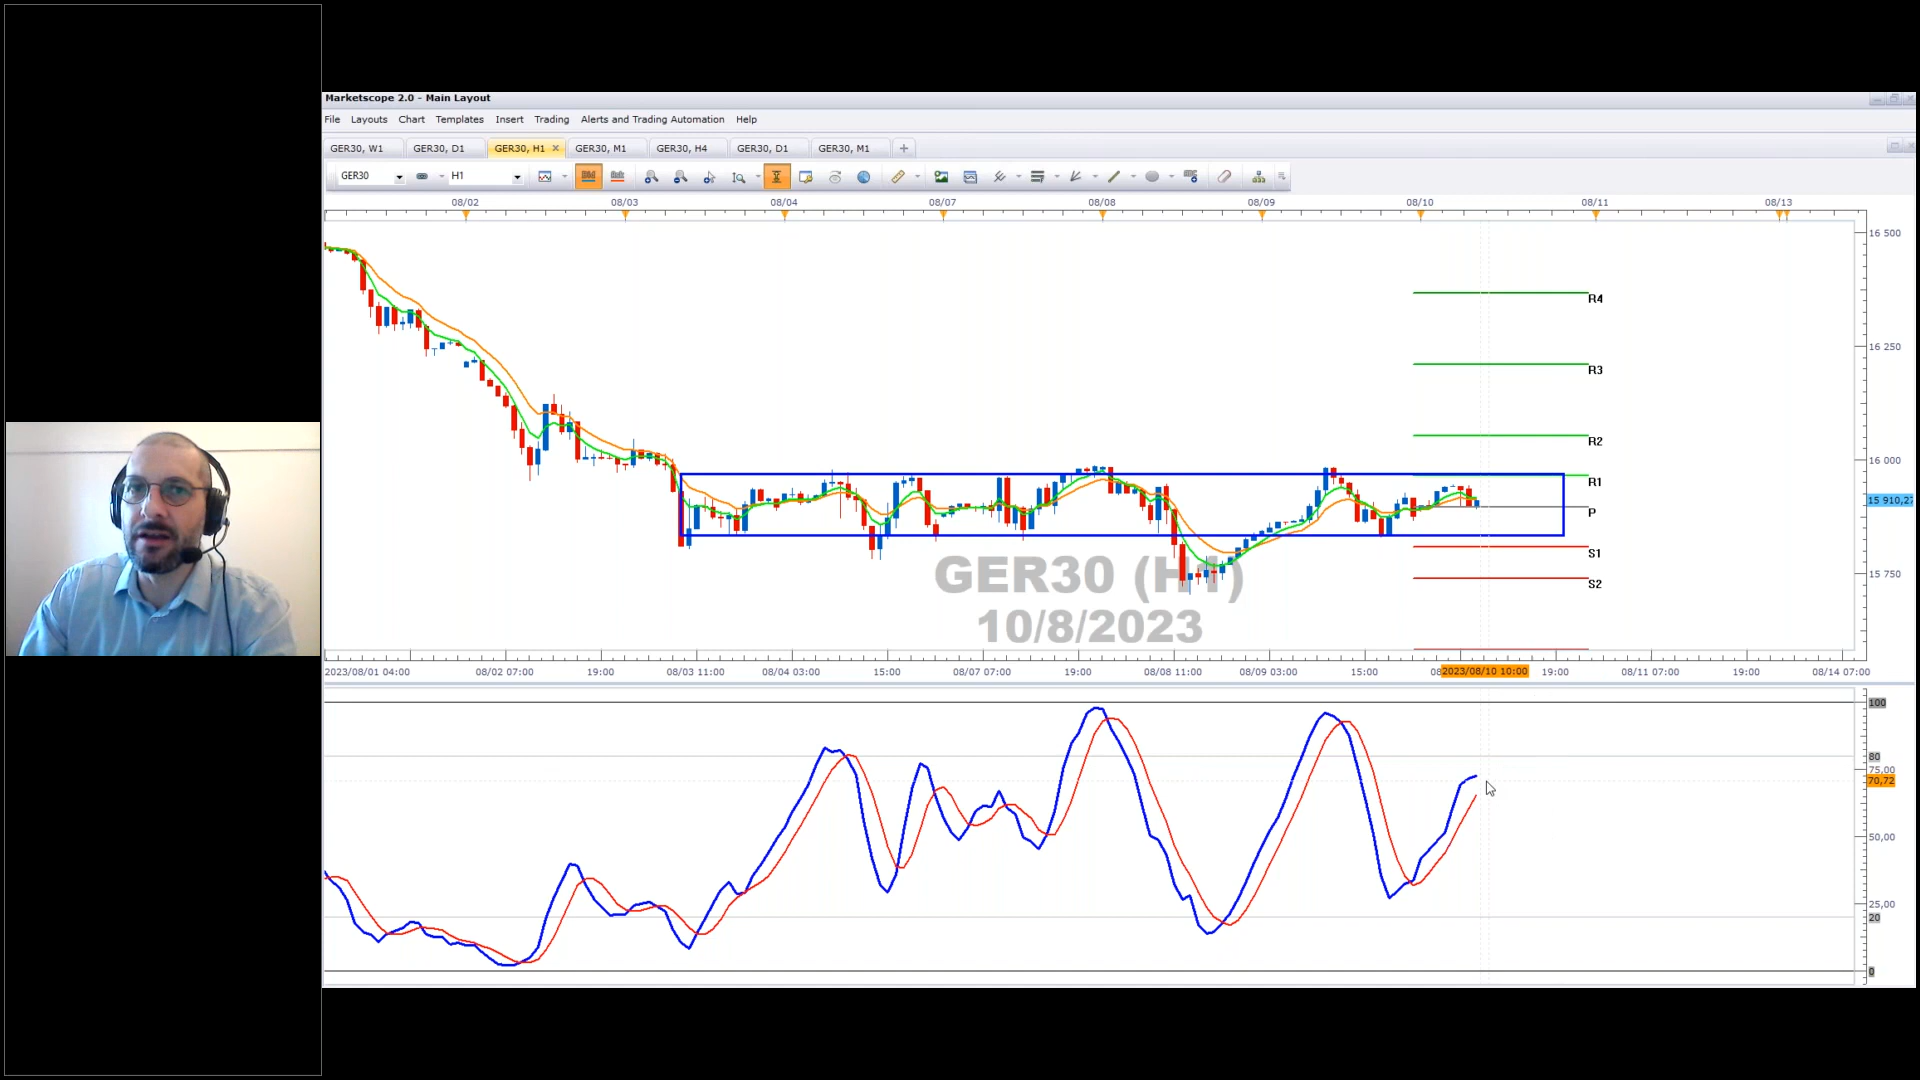 Marketscope 2.0 - Main Layout
File Layouts Chart Templates Insert Trading Alerts and Trading Automation Help
GER30, W1 GER30, D1 GER30, H1 GER30, M1 GER30, H4 GER30, D1 GER30, M1
GER30 H1
08/02 08/03 08/04 08/07 08/08 08/09 08/10 08/11 08/13
16 500
R4
16 250
R3
R2
16 000
R1
15 910,27
P
S1
15 750
S2
GER30 (H1)
10/8/2023
2023/08/01 04:00 08/02 07:00 19:00 08/03 11:00 08/04 03:00 15:00 08/07 07:00 19:00 08/08 11:00 08/09 03:00 15:00 2023/08/10 10:00 19:00 08/11 07:00 19:00 08/14 07:00
100
80
75,00
70,72
50,00
25,00
20
0